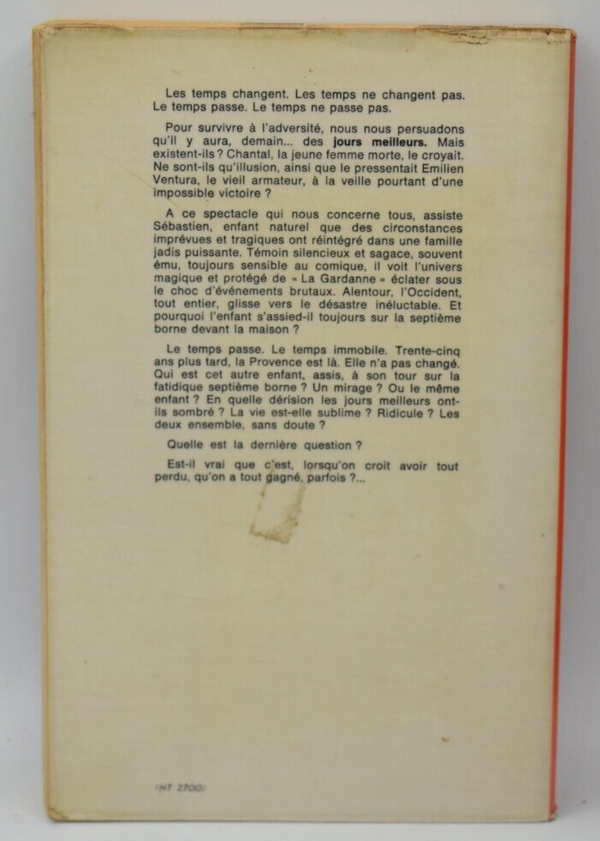 Les temps changent. Les temps ne changent pas.
Le temps passe. Le temps ne passe pas.
Pour survivre à l'adversité, nous nous persuadons
qu'il y aura, demain... des jours meilleurs. Mais
existent-ils ? Chantal, la jeune femme morte, le croyait.
Ne sont-ils qu'illusion, ainsi que le pressentait Emilien
Ventura, le vieil armateur, à la veille pourtant d'une
impossible victoire ?
A ce spectacle qui nous concerne tous, assiste
Sébastien, enfant naturel que des circonstances
imprévues et tragiques ont réintégré dans une famille
jadis puissante. Témoin silencieux et sagace, souvent
ému, toujours sensible au comique, il voit l'univers
magique et protégé de « La Gardanne » éclater sous
le choc d'événements brutaux. Alentour, l'Occident,
tout entier, glisse vers le désastre inéluctable. Et
pourquoi l'enfant s'assied-il toujours sur la septième
borne devant la maison ?
Le temps passe. Le temps immobile. Trente-cinq
ans plus tard, la Provence est là. Elle n'a pas changé.
Qui est cet autre enfant, assis, à son tour sur la
fatidique septième borne ? Un mirage ? Ou le même
enfant ? En quelle dérision les jours meilleurs ont-
ils sombré ? La vie est-elle sublime ? Ridicule ? Les
deux ensemble, sans doute ?
Quelle est la dernière question ?
Est-il vrai que c'est, lorsqu'on croit avoir tout
perdu, qu'on a tout gagné, parfois ?...
<HT 2700>